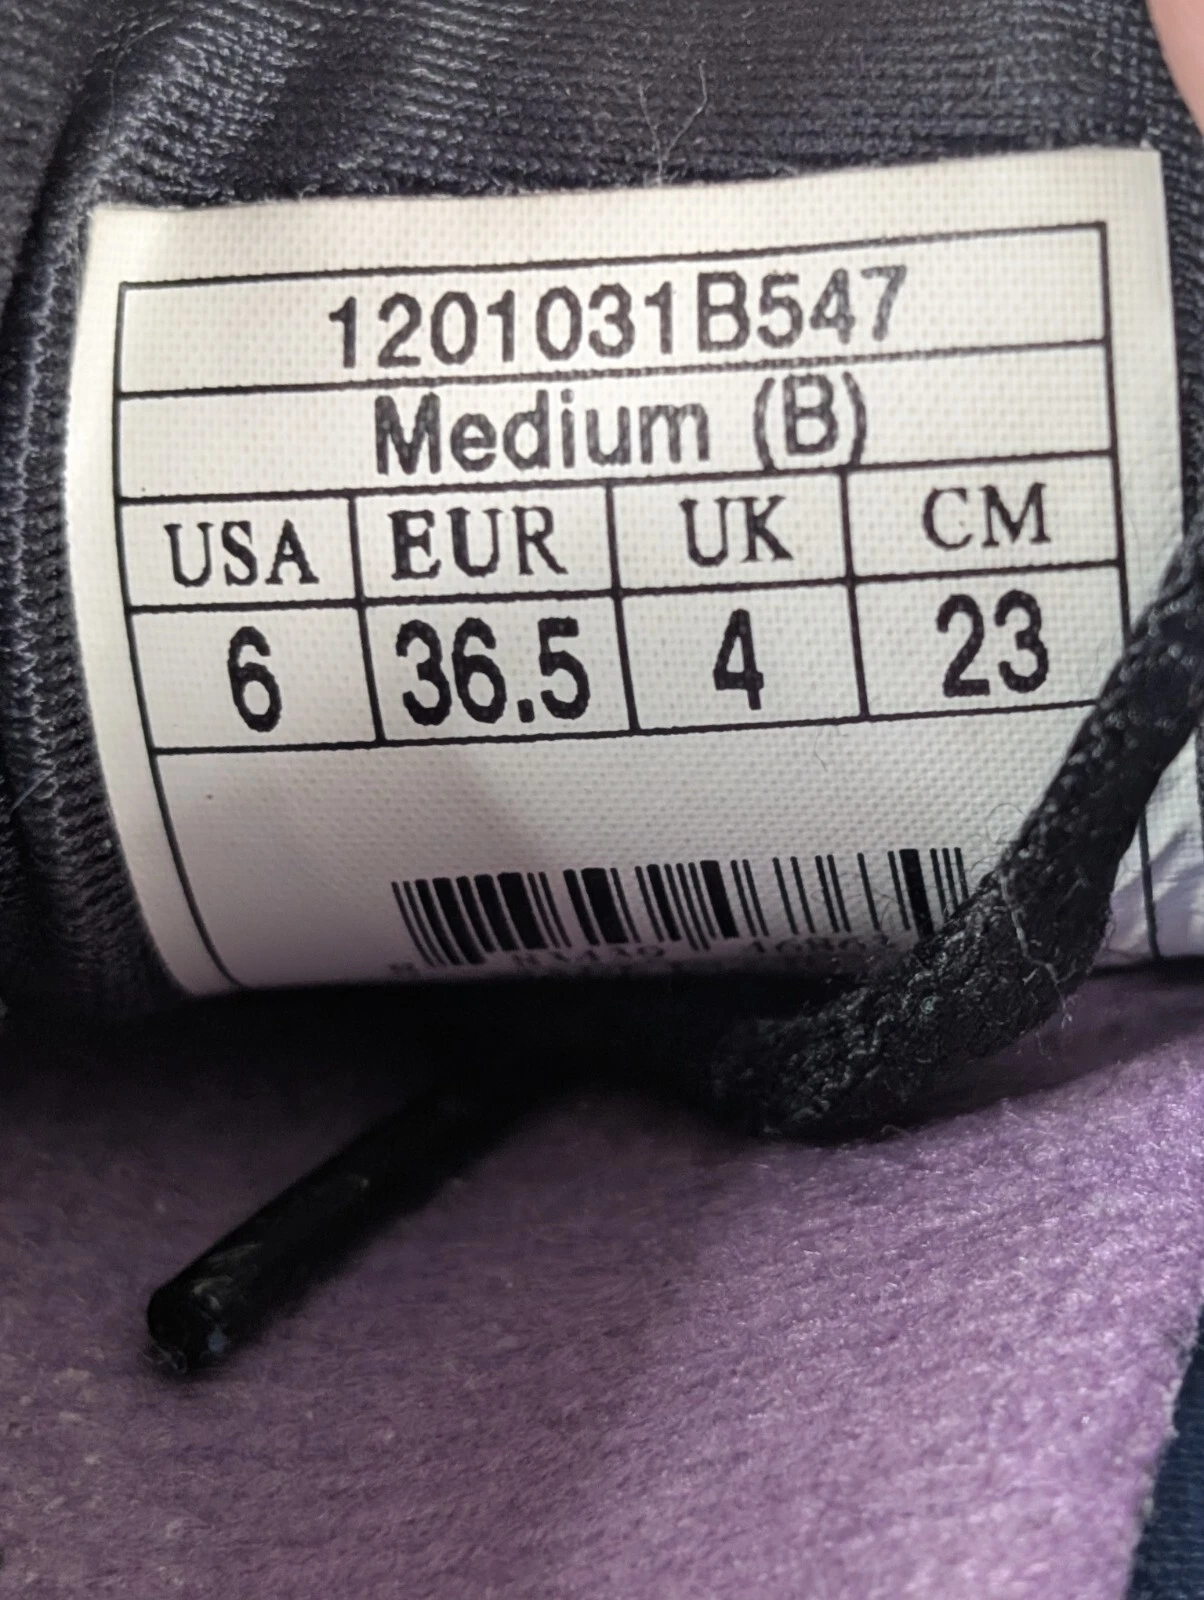 1201031B547
Medium (B)
USA EUR UK CM
6 36.5 4 23